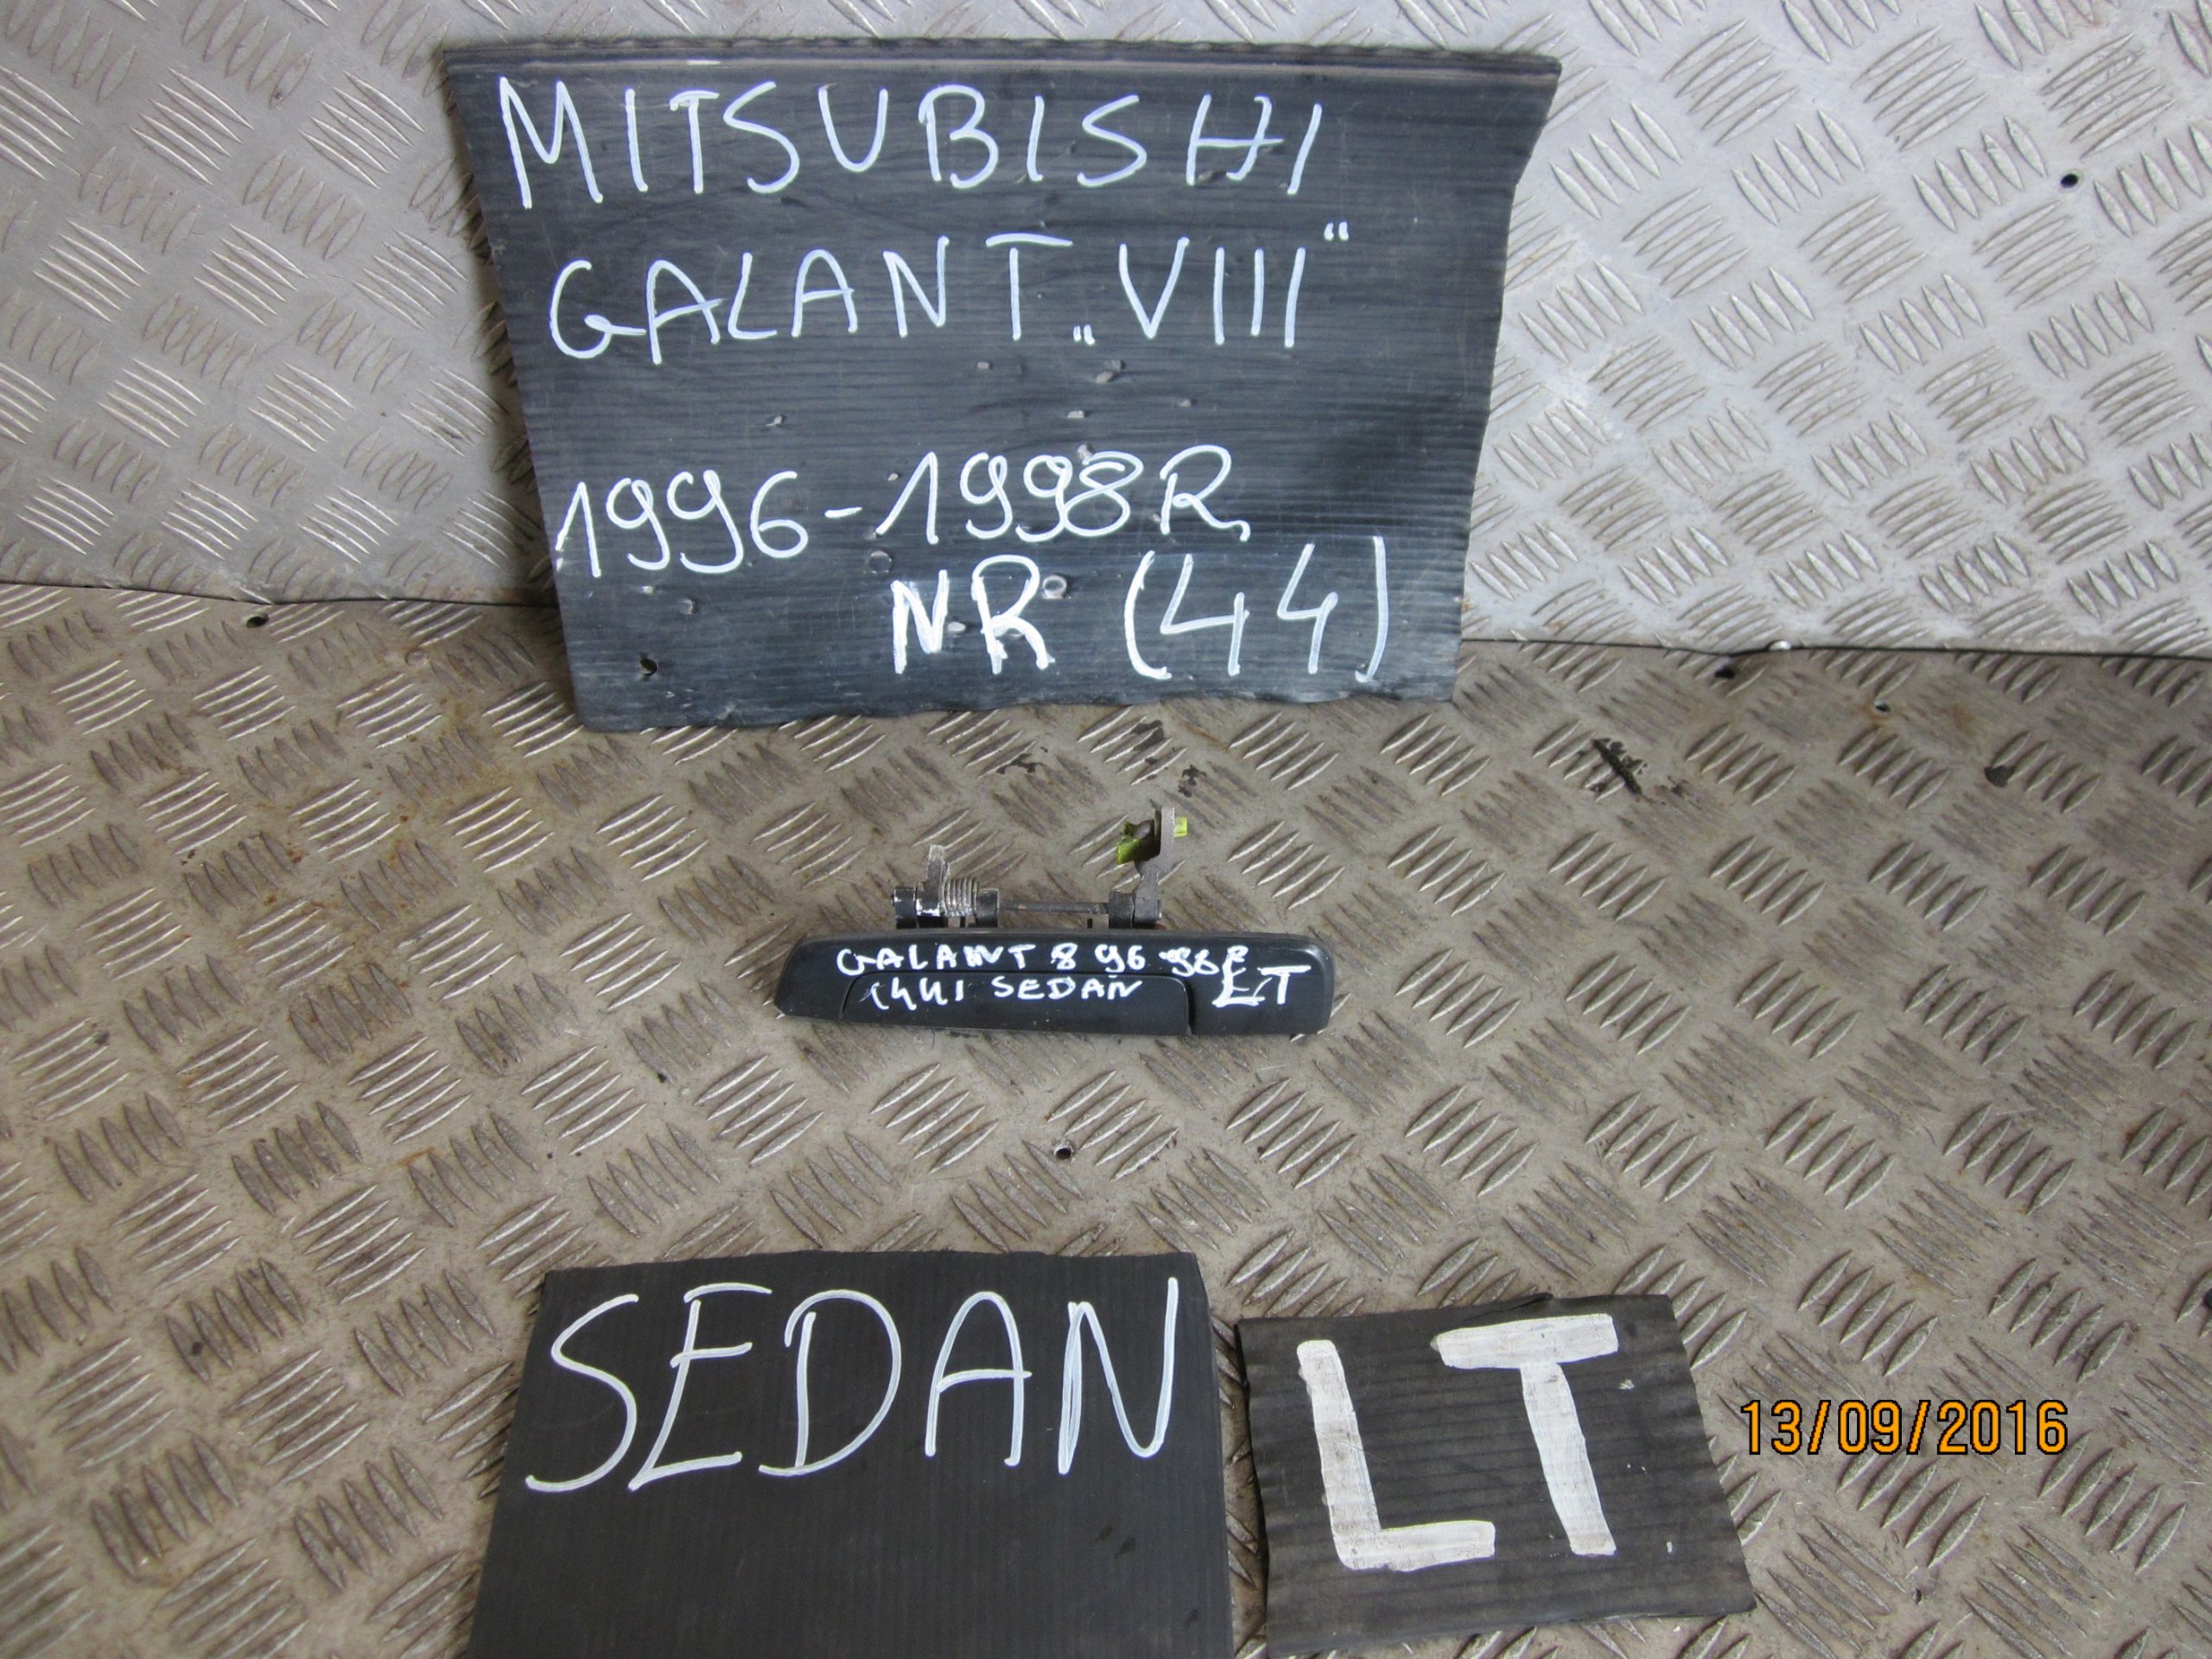 MITSUBISHI
GALANT „VIII"
1996-1998R,
NR (44)
GALANT 8 96-98R
(44) SEDAN LT
SEDAN
LT
13/09/2016